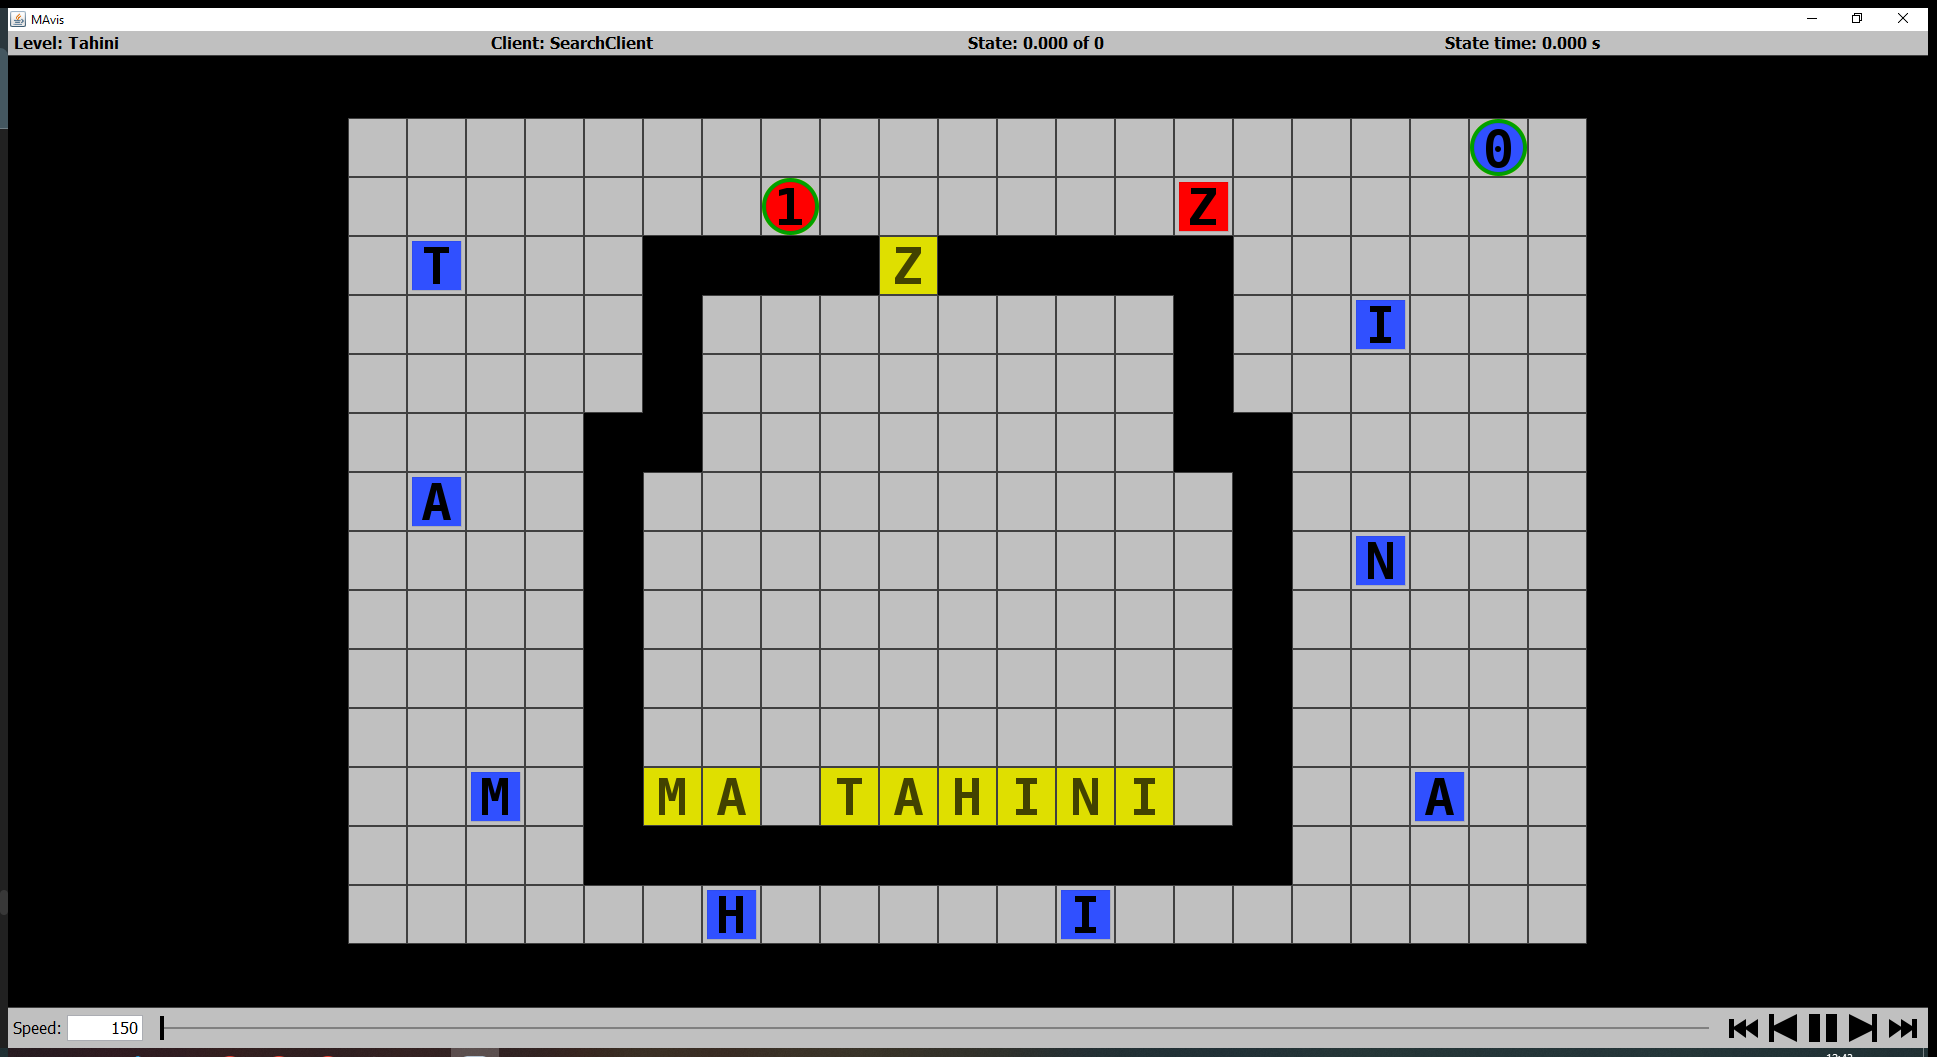 MAvis
Level: Tahini Client: SearchClient State: 0.000 of 0 State time: 0.000 s
0
1 Z
T Z
I
A
N
M M A T A H I N I A
H I
Speed: 150